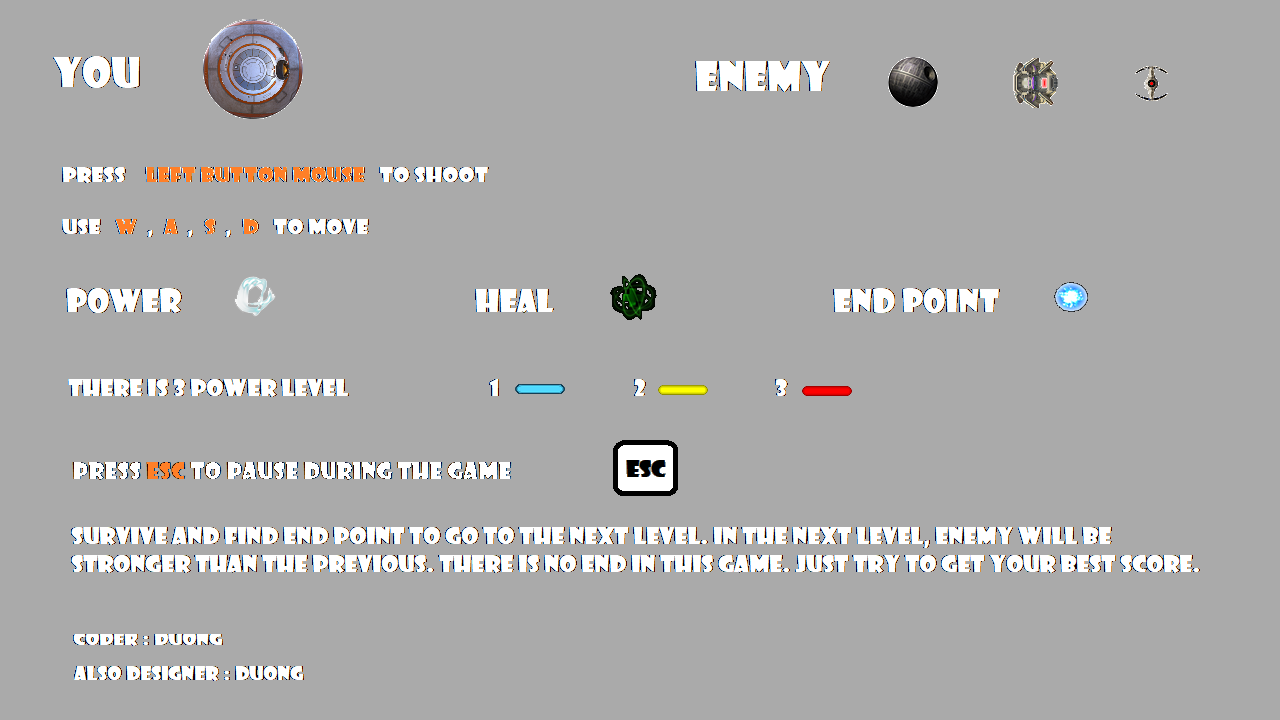 YOU
ENEMY
PRESS LEFT BUTTON MOUSE TO SHOOT
USE W , A , S , D TO MOVE
POWER
HEAL
END POINT
THERE IS 3 POWER LEVEL
1
2
3
PRESS ESC TO PAUSE DURING THE GAME
ESC
SURVIVE AND FIND END POINT TO GO TO THE NEXT LEVEL. IN THE NEXT LEVEL, ENEMY WILL BE
STRONGER THAN THE PREVIOUS. THERE IS NO END IN THIS GAME. JUST TRY TO GET YOUR BEST SCORE.
CODER : DUONG
ALSO DESIGNER : DUONG